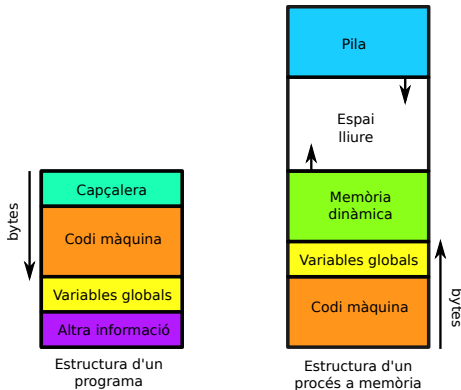 bytes
Capçalera
Codi màquina
Variables globals
Altra informació
Estructura d'un
programa
Pila
Espai
lliure
Memòria
dinàmica
Variables globals
Codi màquina
bytes
Estructura d'un
procés a memòria